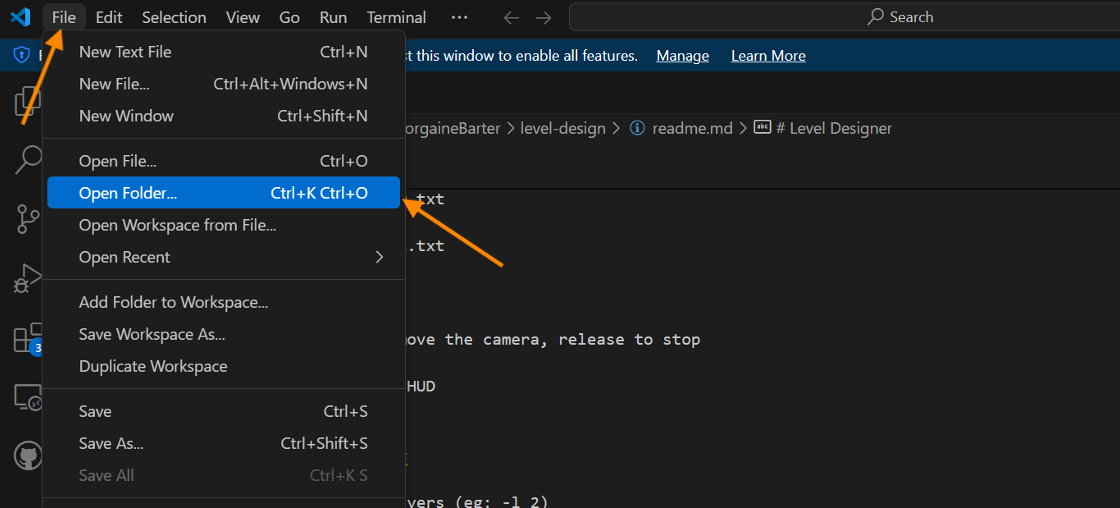 File Edit Selection View Go Run Terminal ... Search
New Text File Ctrl+N
t this window to enable all features. Manage Learn More
New File... Ctrl+Alt+Windows+N
New Window Ctrl+Shift+N
orgaineBarter > level-design > readme.md > # Level Designer
Open File... Ctrl+O
Open Folder... Ctrl+K Ctrl+O
.txt
Open Workspace from File...
.txt
Open Recent
Add Folder to Workspace...
Save Workspace As...
ove the camera, release to stop
Duplicate Workspace
HUD
Save Ctrl+S
Save As... Ctrl+Shift+S
3
Save All Ctrl+K S
yers (eg: -l 2)